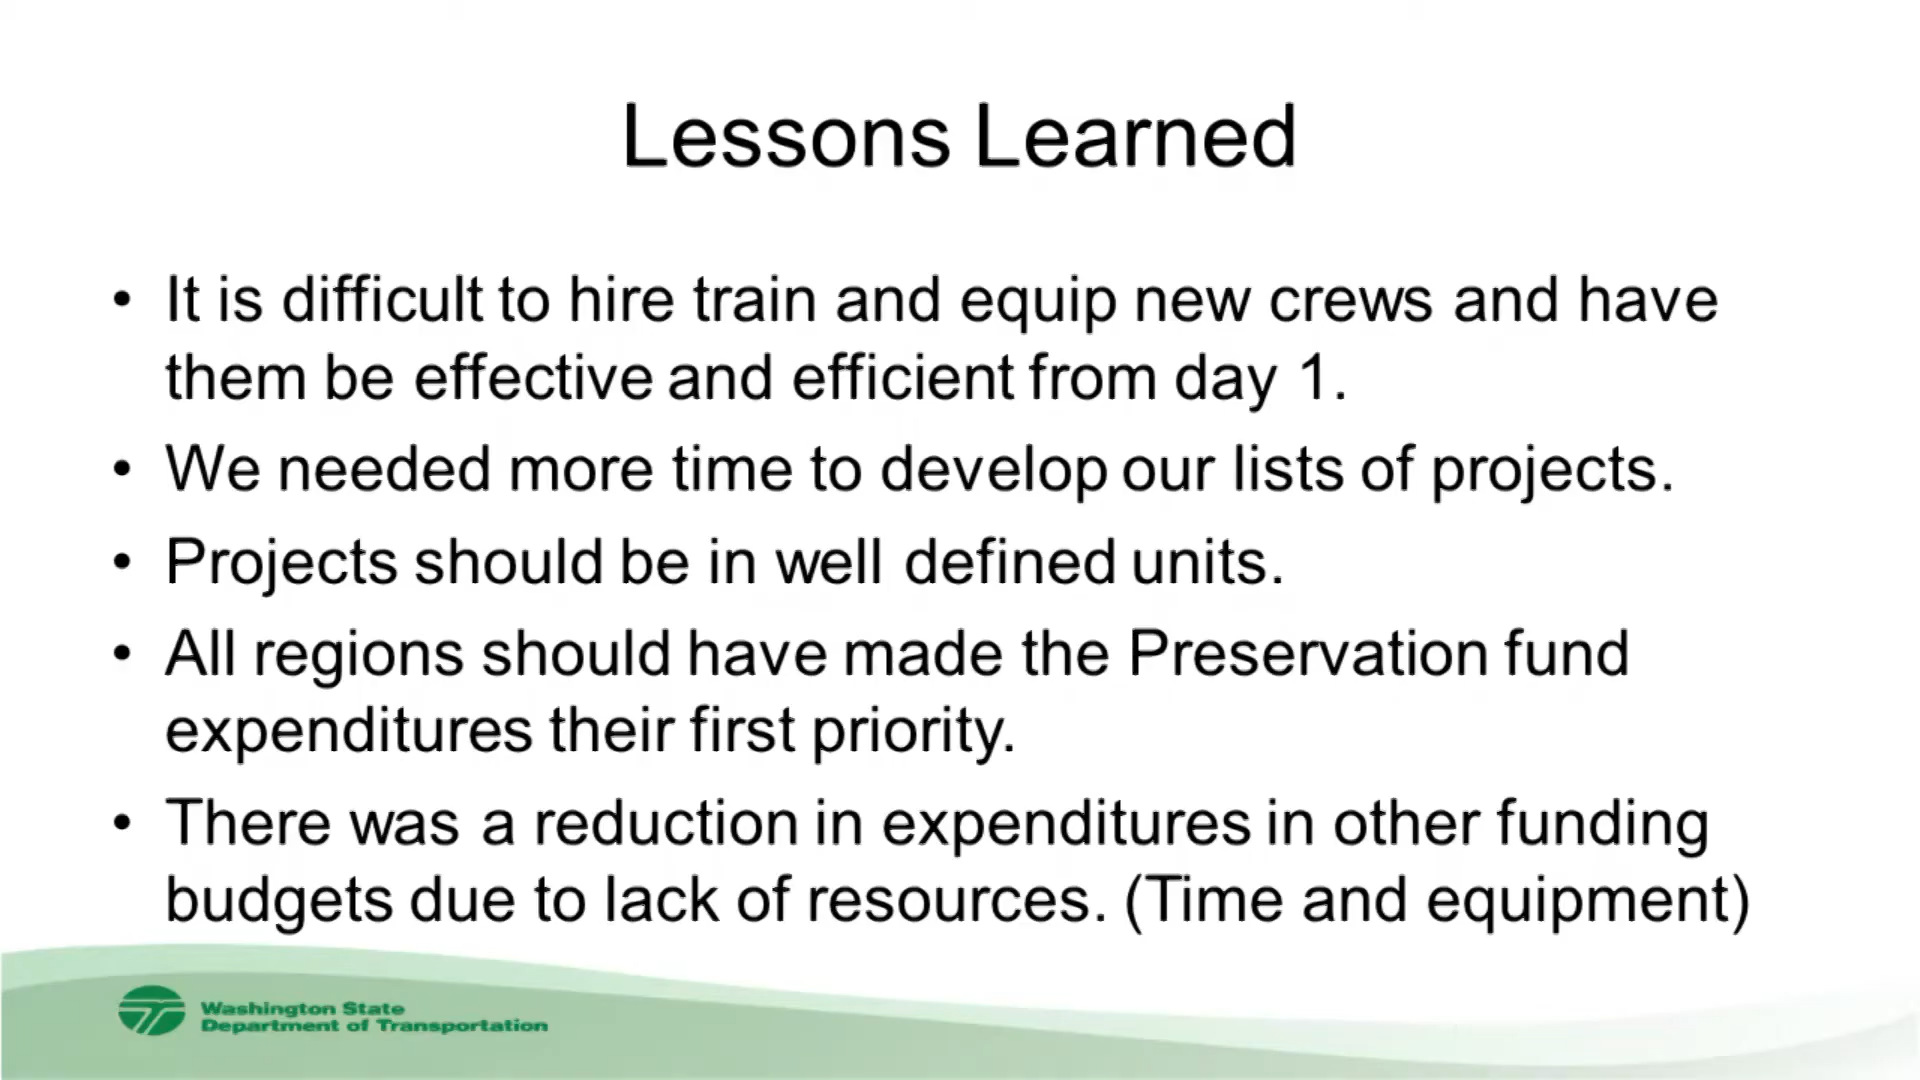 Lessons Learned
• It is difficult to hire train and equip new crews and have
them be effective and efficient from day 1.
• We needed more time to develop our lists of projects.
• Projects should be in well defined units.
• All regions should have made the Preservation fund
expenditures their first priority.
• There was a reduction in expenditures in other funding
budgets due to lack of resources. (Time and equipment)
Washington State
Department of Transportation